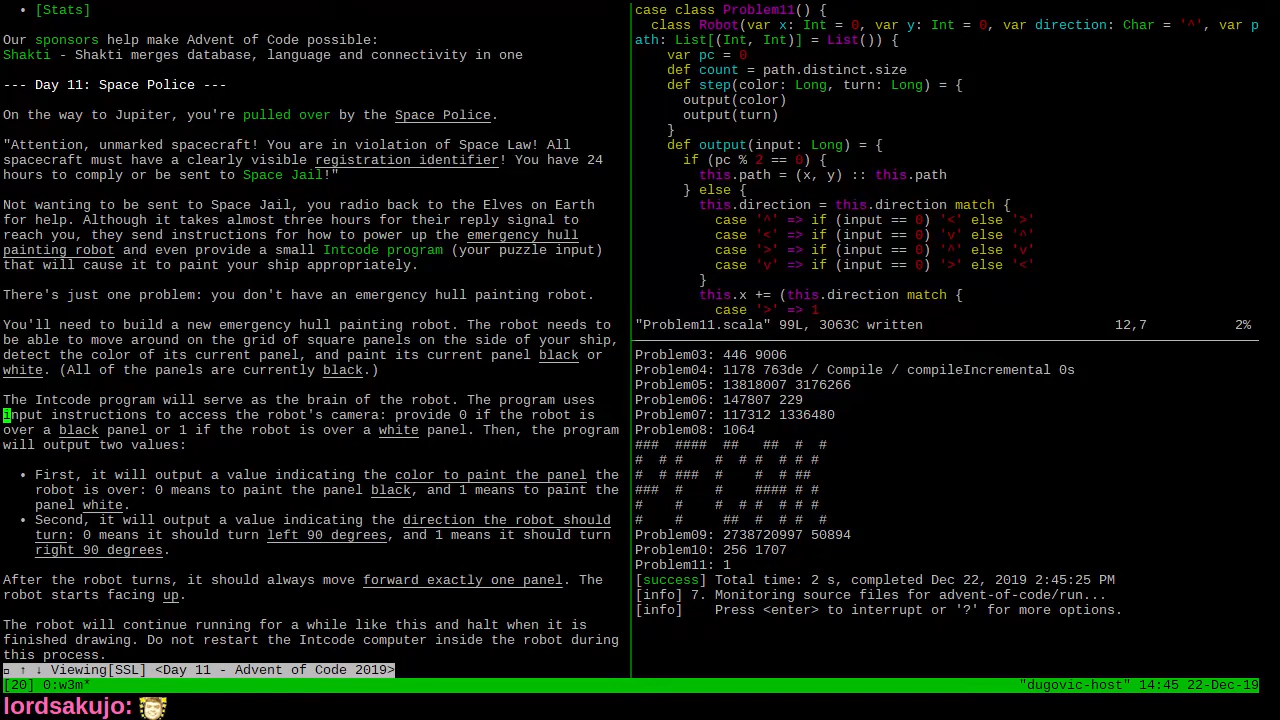 • [Stats]
Our sponsors help make Advent of Code possible:
Shakti - Shakti merges database, language and connectivity in one
--- Day 11: Space Police ---
On the way to Jupiter, you're pulled over by the Space Police.
"Attention, unmarked spacecraft! You are in violation of Space Law! All
spacecraft must have a clearly visible registration identifier! You have 24
hours to comply or be sent to Space Jail!"
Not wanting to be sent to Space Jail, you radio back to the Elves on Earth
for help. Although it takes almost three hours for their reply signal to
reach you, they send instructions for how to power up the emergency hull
painting robot and even provide a small Intcode program (your puzzle input)
that will cause it to paint your ship appropriately.
There's just one problem: you don't have an emergency hull painting robot.
You'll need to build a new emergency hull painting robot. The robot needs to
be able to move around on the grid of square panels on the side of your ship,
detect the color of its current panel, and paint its current panel black or
white. (All of the panels are currently black.)
The Intcode program will serve as the brain of the robot. The program uses
input instructions to access the robot's camera: provide 0 if the robot is
over a black panel or 1 if the robot is over a white panel. Then, the program
will output two values:
• First, it will output a value indicating the color to paint the panel the
robot is over: 0 means to paint the panel black, and 1 means to paint the
panel white.
• Second, it will output a value indicating the direction the robot should
turn: 0 means it should turn left 90 degrees, and 1 means it should turn
right 90 degrees.
After the robot turns, it should always move forward exactly one panel. The
robot starts facing up.
The robot will continue running for a while like this and halt when it is
finished drawing. Do not restart the Intcode computer inside the robot during
this process.
↑ ↓ Viewing[SSL] <Day 11 - Advent of Code 2019>
case class Problem11() {
  class Robot(var x: Int = 0, var y: Int = 0, var direction: Char = '^', var p
ath: List[(Int, Int)] = List()) {
    var pc = 0
    def count = path.distinct.size
    def step(color: Long, turn: Long) = {
      output(color)
      output(turn)
    }
    def output(input: Long) = {
      if (pc % 2 == 0) {
        this.path = (x, y) :: this.path
      } else {
        this.direction = this.direction match {
          case '^' => if (input == 0) '<' else '>'
          case '<' => if (input == 0) 'v' else '^'
          case '>' => if (input == 0) '^' else 'v'
          case 'v' => if (input == 0) '>' else '<'
        }
        this.x += (this.direction match {
          case '>' => 1
"Problem11.scala" 99L, 3063C written 12,7 2%
Problem03: 446 9006
Problem04: 1178 763de / Compile / compileIncremental 0s
Problem05: 13818007 3176266
Problem06: 147807 229
Problem07: 117312 1336480
Problem08: 1064
###  ####  ##   ##  #  #
#  # #    #  # #  # # #
#  # ###  #    #  # ##
###  #    #    #### # #
#    #    #  # #  # # #
#    #     ##  #  # #  #
Problem09: 2738720997 50894
Problem10: 256 1707
Problem11: 1
[success] Total time: 2 s, completed Dec 22, 2019 2:45:25 PM
[info] 7. Monitoring source files for advent-of-code/run...
[info]    Press <enter> to interrupt or '?' for more options.
[20] 0:w3m* "dugovic-host" 14:45 22-Dec-19
lordsakujo: